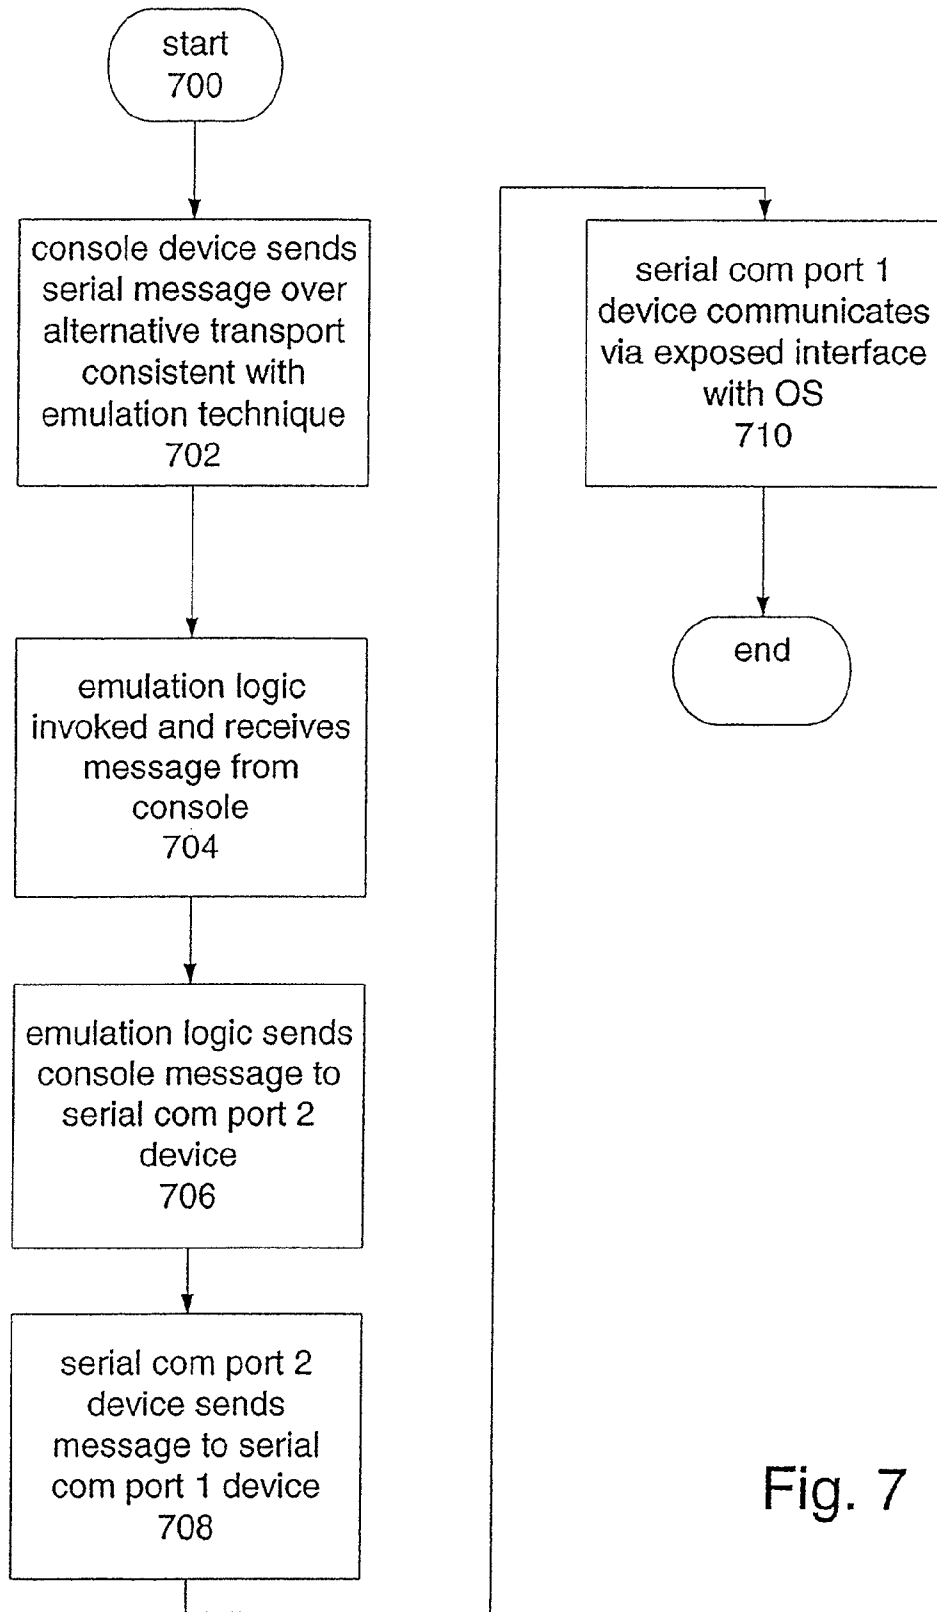 start
700
console device sends
serial message over
alternative transport
consistent with
emulation technique
702
emulation logic
invoked and receives
message from
console
704
emulation logic sends
console message to
serial com port 2
device
706
serial com port 2
device sends
message to serial
com port 1 device
708
serial com port 1
device communicates
via exposed interface
with OS
710
end
Fig. 7